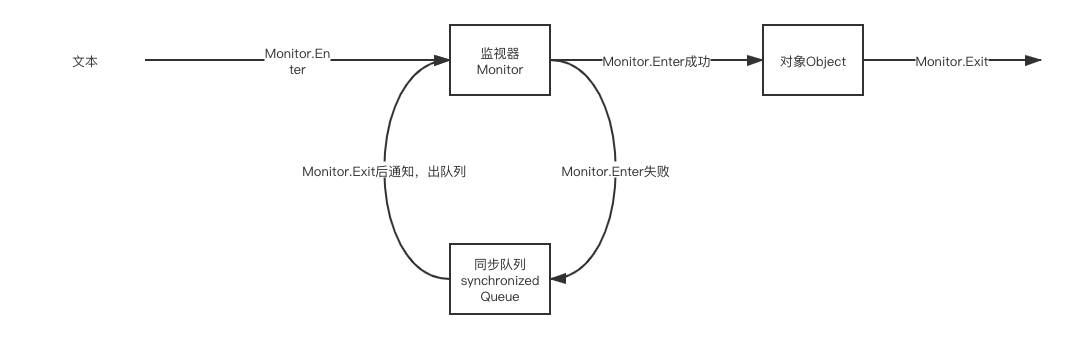 文本
Monitor.En
ter
监视器
Monitor
Monitor.Enter成功
对象Object
Monitor.Exit
Monitor.Exit后通知，出队列
Monitor.Enter失败
同步队列
synchronized
Queue